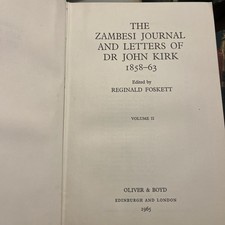 THE
ZAMBESI JOURNAL
AND LETTERS OF
DR JOHN KIRK
1858–63
Edited by
REGINALD FOSKETT
VOLUME II
OLIVER & BOYD
EDINBURGH AND LONDON
1965